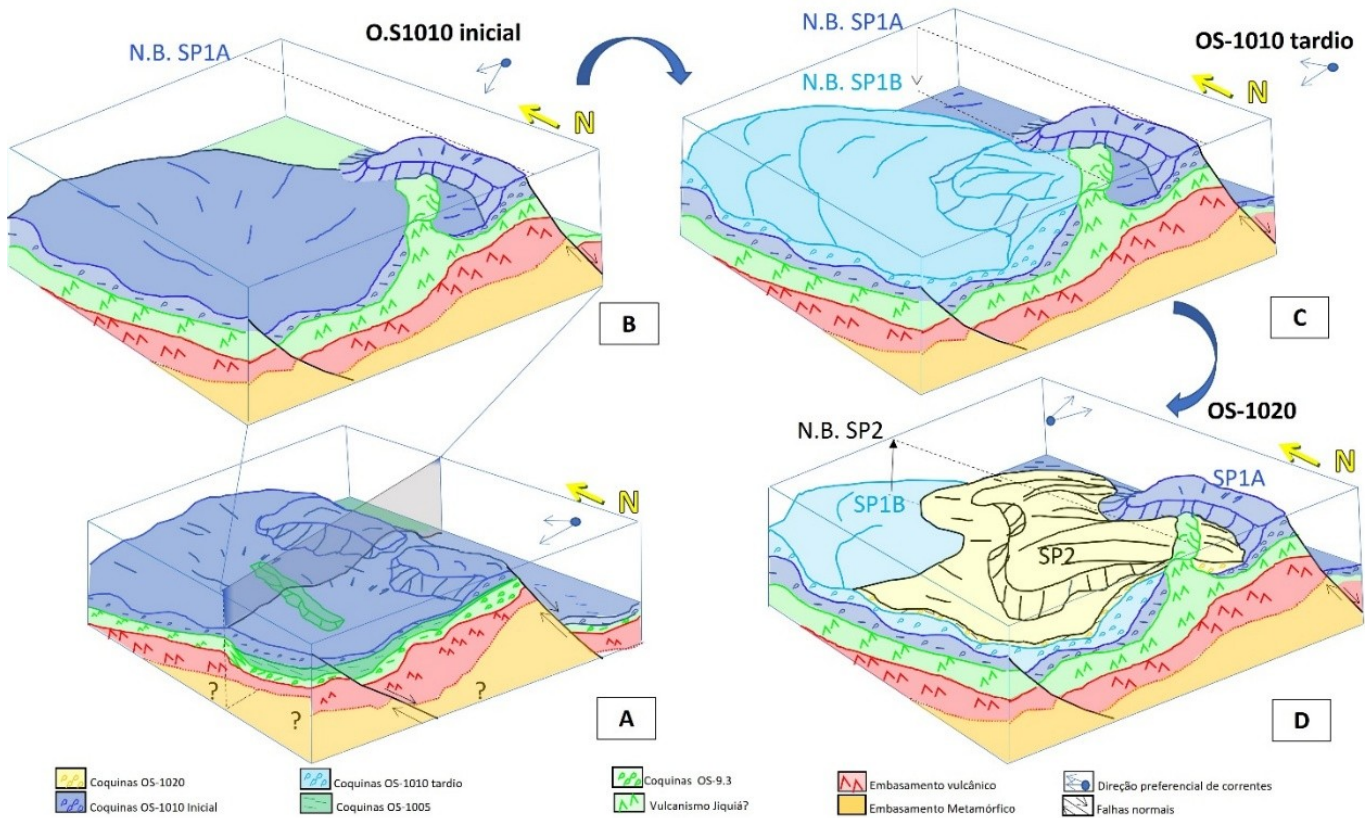 O.S1010 inicial
N.B. SP1A
N
B
N.B. SP1A
OS-1010 tardio
N.B. SP1B
N
C
N
?
?
?
A
OS-1020
N.B. SP2
N
SP1A
SP1B
SP2
D
Coquinas OS-1020
Coquinas OS-1010 Inicial
Coquinas OS-1010 tardio
Coquinas OS-1005
Coquinas OS-9.3
Vulcanismo Jiquiá?
Embasamento vulcânico
Embasamento Metamórfico
Direção preferencial de correntes
Falhas normais